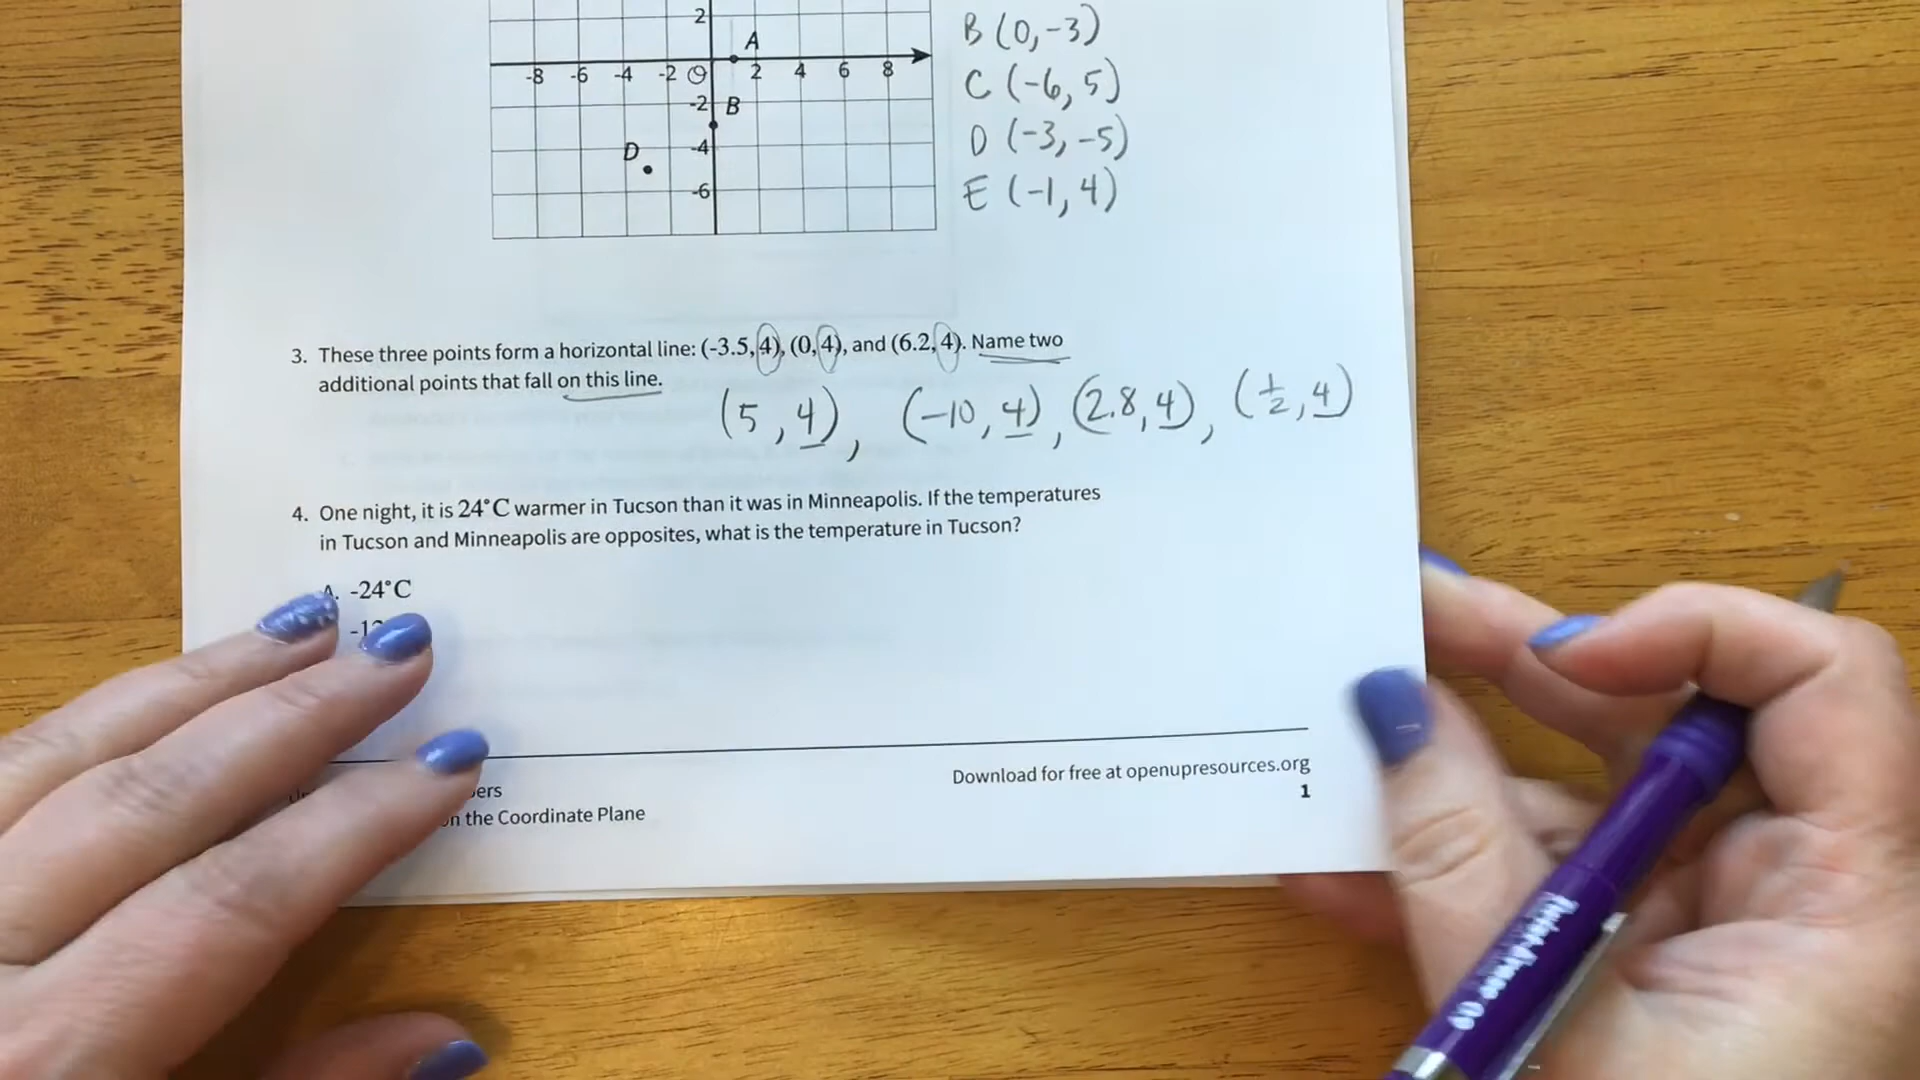 2
A
B (0, -3)
-8 -6 -4 -2 O 2 4 6 8
C (-6, 5)
-2 B
D (-3, -5)
D -4
E (-1, 4)
-6
3. These three points form a horizontal line: (-3.5, 4), (0, 4), and (6.2, 4). Name two
additional points that fall on this line.
(5, 4), (-10, 4), (2.8, 4), (1/2, 4)
4. One night, it is 24°C warmer in Tucson than it was in Minneapolis. If the temperatures
in Tucson and Minneapolis are opposites, what is the temperature in Tucson?
A. -24°C
Download for free at openupresources.org
the Coordinate Plane
1